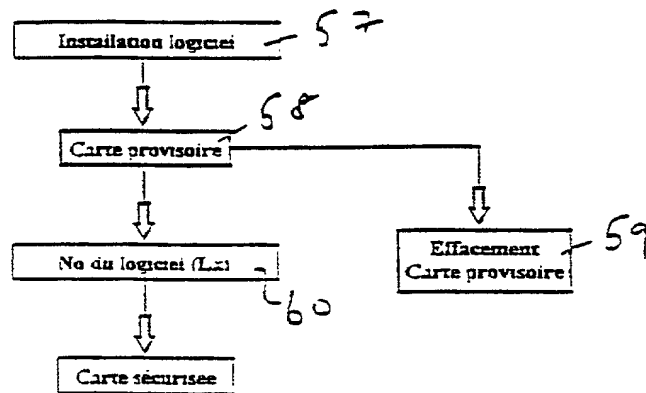 Installation logiciel 57
58
Carte provisoire
Effacement 59
Carte provisoire
No du logiciel (Lx)
60
Carte sécurisée